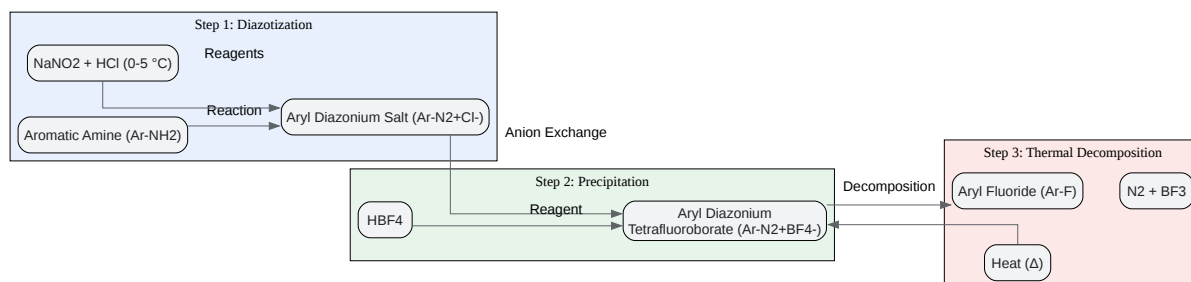 Step 1: Diazotization
Reagents
NaNO2 + HCl (0-5 °C)
Reaction
Aryl Diazonium Salt (Ar-N2+Cl-)
Aromatic Amine (Ar-NH2)
Anion Exchange
Step 2: Precipitation
Reagent
HBF4
Aryl Diazonium
Tetrafluoroborate (Ar-N2+BF4-)
Decomposition
Step 3: Thermal Decomposition
Aryl Fluoride (Ar-F)
N2 + BF3
Heat (Δ)